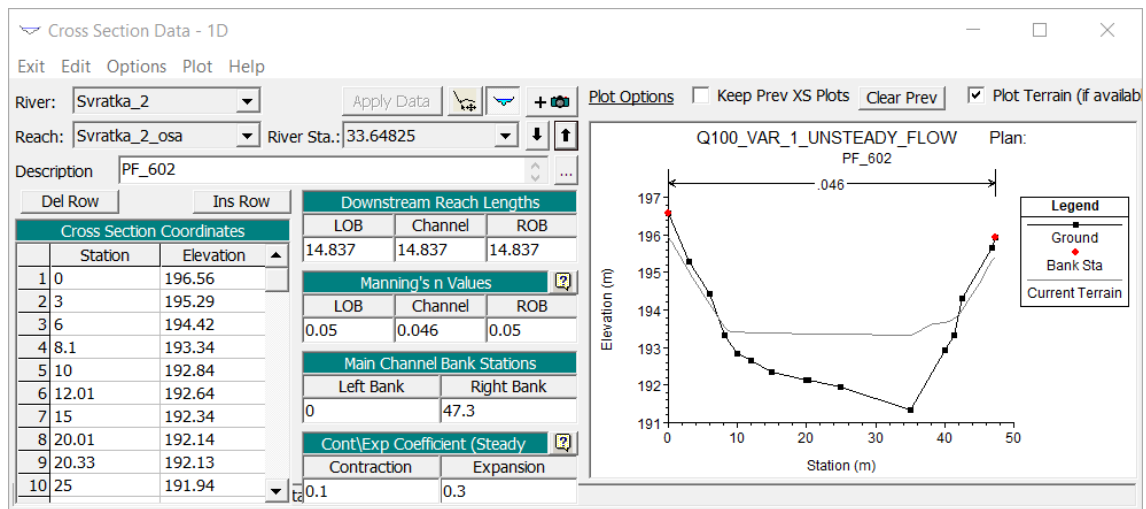 Cross Section Data - 1D
Exit Edit Options Plot Help
River: Svratka_2 Apply Data Plot Options Keep Prev XS Plots Clear Prev Plot Terrain (if availab
Reach: Svratka_2_osa River Sta.: 33.64825
Description PF_602 ...
Del Row Ins Row
Cross Section Coordinates
Station Elevation
1 0 196.56
2 3 195.29
3 6 194.42
4 8.1 193.34
5 10 192.84
6 12.01 192.64
7 15 192.34
8 20.01 192.14
9 20.33 192.13
10 25 191.94
Downstream Reach Lengths
LOB Channel ROB
14.837 14.837 14.837
Manning's n Values ?
LOB Channel ROB
0.05 0.046 0.05
Main Channel Bank Stations
Left Bank Right Bank
0 47.3
Cont\Exp Coefficient (Steady ?
Contraction Expansion
0.1 0.3
Q100_VAR_1_UNSTEADY_FLOW Plan:
PF_602
.046
197
196
195
194
193
192
191
Elevation (m)
0 10 20 30 40 50
Station (m)
Legend
Ground
Bank Sta
Current Terrain